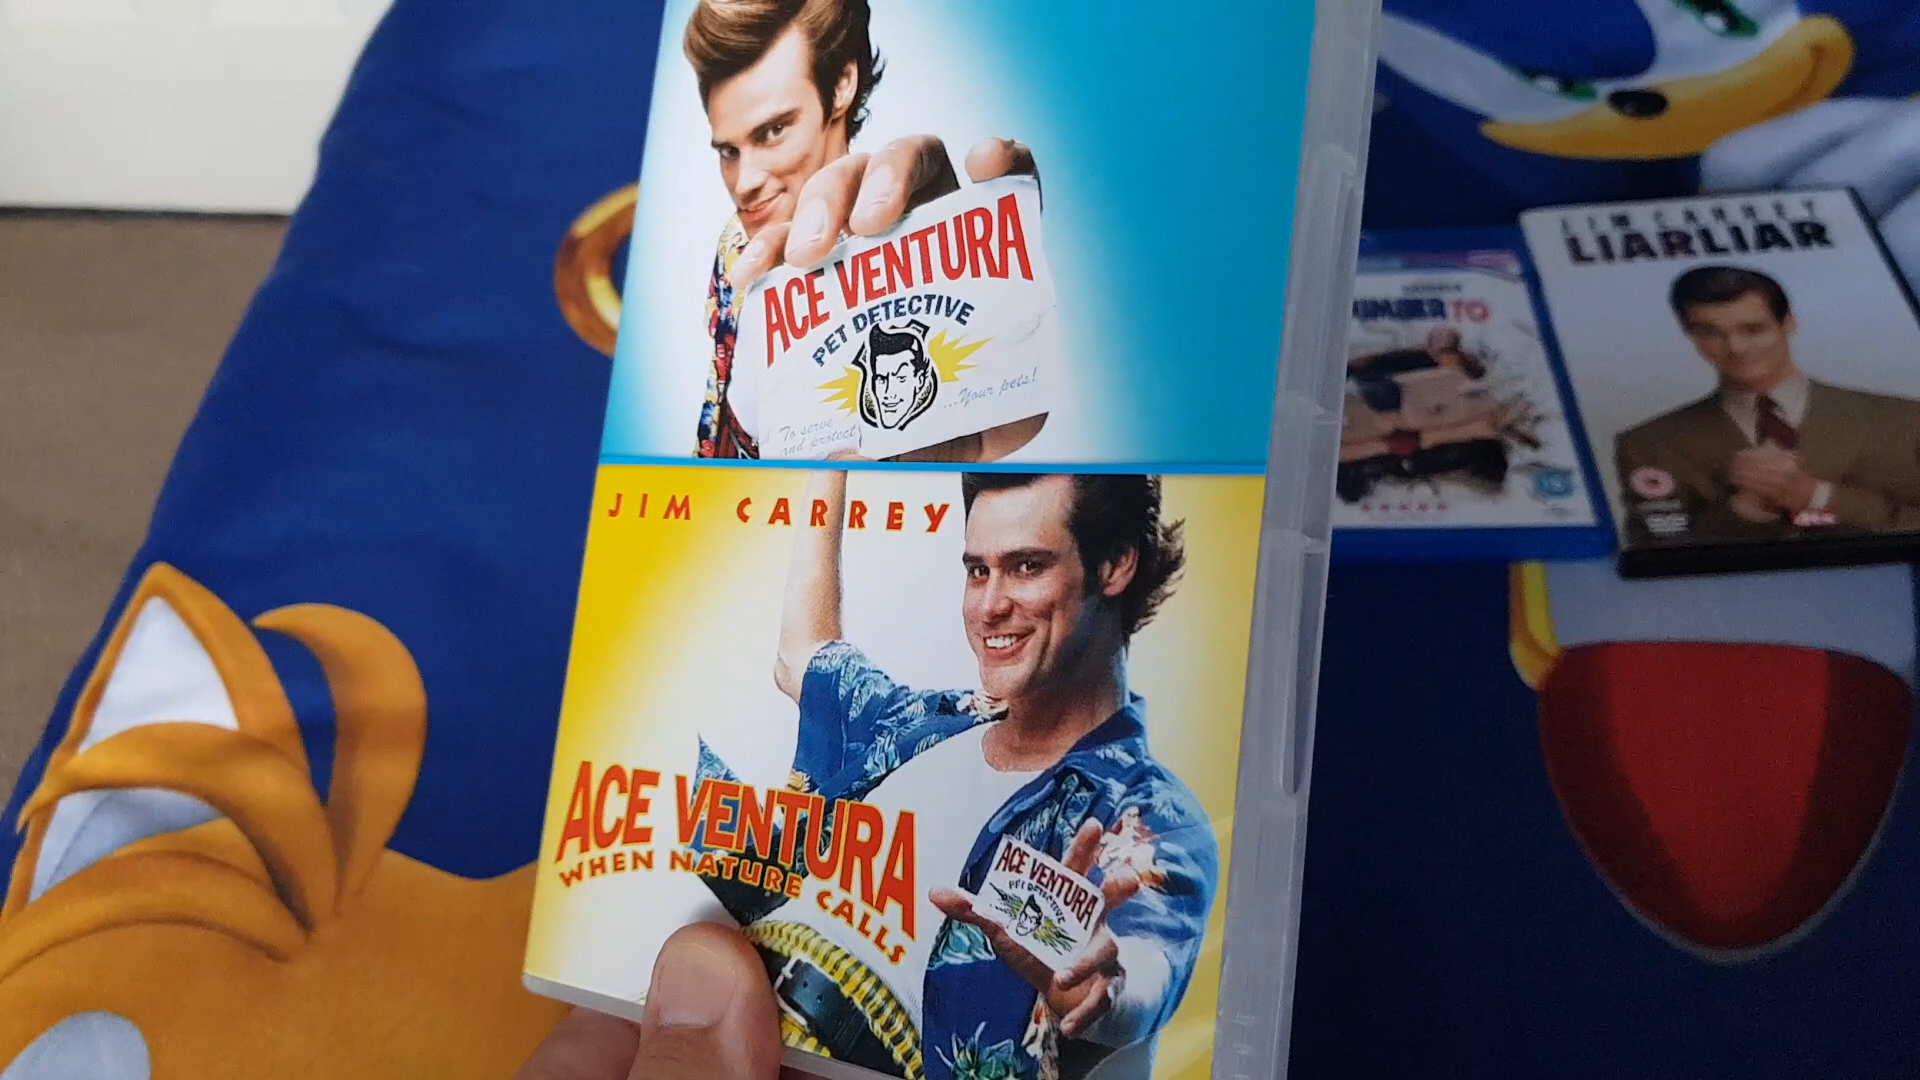 ACE VENTURA
PET DETECTIVE
...Your pets!
To serve
and protect
JIM CARREY
ACE VENTURA
WHEN NATURE CALLS
ACE VENTURA
PET DETECTIVE
JIM CARREY
LIARLIAR
TO